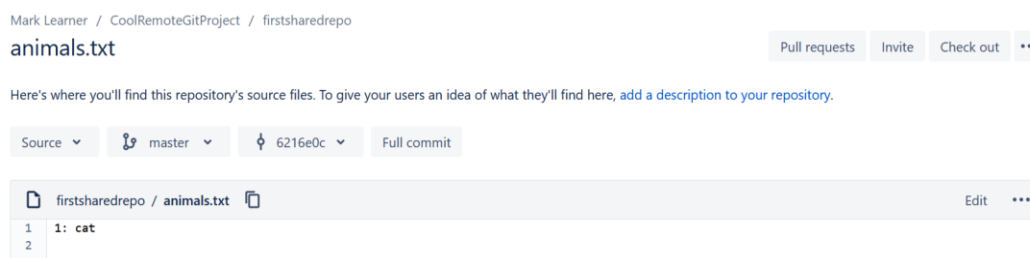 Mark Learner / CoolRemoteGitProject / firstsharedrepo
animals.txt
Pull requests Invite Check out
Here's where you'll find this repository's source files. To give your users an idea of what they'll find here, add a description to your repository.
Source master 6216e0c Full commit
firstsharedrepo / animals.txt Edit
1 1: cat
2